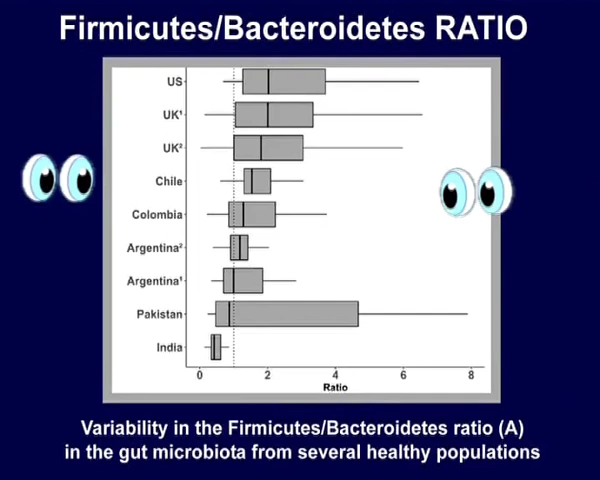 Firmicutes/Bacteroidetes RATIO
US
UK¹
UK²
Chile
Colombia
Argentina²
Argentina¹
Pakistan
India
0 2 4 6 8
Ratio
Variability in the Firmicutes/Bacteroidetes ratio (A)
in the gut microbiota from several healthy populations